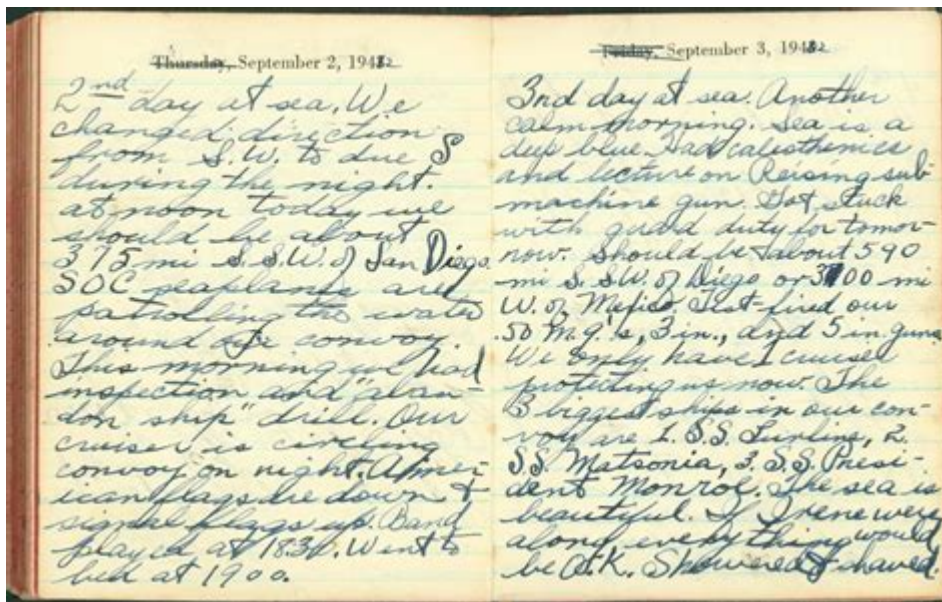 Thursday, September 2, 1942
2nd day at sea. We
changed direction
from S.W. to due S
during the night.
at noon today we
should be about
375 mi S.S.W. of San Diego.
SOC seaplanes are
patrolling the water
around our convoy.
This morning we had
inspection and "aban-
don ship" drill. Our
cruiser is circling
convoy on right. Amer-
ican flags are down &
signal flags up. Band
played at 1830. Went to
bed at 1900.
Friday, September 3, 1942
3rd day at sea. Another
calm morning. Sea is a
deep blue. Had calesthenics
and lecture on Reising sub-
machine gun. Got stuck
with guard duty for tomor-
row. Should be about 590
mi S.SW. of Diego or 300 mi
W. of Mexico. Test-fired our
.50 M.G.'s, 3 in., and 5 in guns.
We only have 1 cruiser
protecting us now. The
3 biggest ships in our con-
voy are 1. S.S. Lurline, 2.
SS. Matsonia, 3. S.S. Presi-
dent Monroe. The sea is
beautiful. If Irene were
along everything would
be O.K. Showered & shaved.